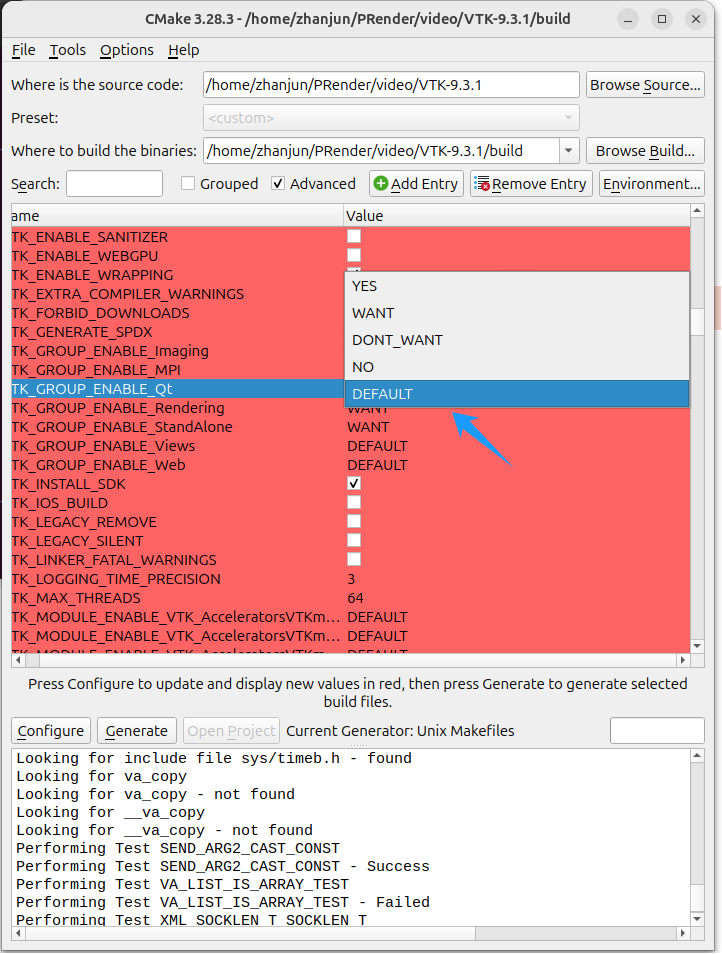 CMake 3.28.3 - /home/zhanjun/PRender/video/VTK-9.3.1/build
File Tools Options Help
Where is the source code: /home/zhanjun/PRender/video/VTK-9.3.1 Browse Source...
Preset: <custom>
Where to build the binaries: /home/zhanjun/PRender/video/VTK-9.3.1/build Browse Build...
Search: Grouped Advanced Add Entry Remove Entry Environment...
ame Value
TK_ENABLE_SANITIZER
TK_ENABLE_WEBGPU
TK_ENABLE_WRAPPING
TK_EXTRA_COMPILER_WARNINGS YES
TK_FORBID_DOWNLOADS WANT
TK_GENERATE_SPDX
TK_GROUP_ENABLE_Imaging DONT_WANT
TK_GROUP_ENABLE_MPI NO
TK_GROUP_ENABLE_Qt DEFAULT
TK_GROUP_ENABLE_Rendering WANT
TK_GROUP_ENABLE_StandAlone WANT
TK_GROUP_ENABLE_Views DEFAULT
TK_GROUP_ENABLE_Web DEFAULT
TK_INSTALL_SDK
TK_IOS_BUILD
TK_LEGACY_REMOVE
TK_LEGACY_SILENT
TK_LINKER_FATAL_WARNINGS
TK_LOGGING_TIME_PRECISION 3
TK_MAX_THREADS 64
TK_MODULE_ENABLE_VTK_AcceleratorsVTKm... DEFAULT
TK_MODULE_ENABLE_VTK_AcceleratorsVTKm... DEFAULT
TK_MODULE_ENABLE_VTK_AcceleratorsVTKm... DEFAULT
Press Configure to update and display new values in red, then press Generate to generate selected
build files.
Configure Generate Open Project Current Generator: Unix Makefiles
Looking for include file sys/timeb.h - found
Looking for va_copy
Looking for va_copy - not found
Looking for __va_copy
Looking for __va_copy - not found
Performing Test SEND_ARG2_CAST_CONST
Performing Test SEND_ARG2_CAST_CONST - Success
Performing Test VA_LIST_IS_ARRAY_TEST
Performing Test VA_LIST_IS_ARRAY_TEST - Failed
Performing Test XML_SOCKLEN_T_SOCKLEN_T